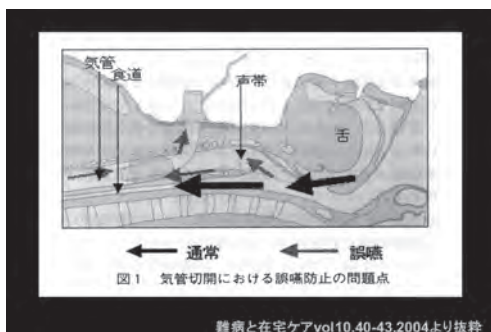 気管
食道
声帯
舌
通常
誤嚥
図1 気管切開における誤嚥防止の問題点
難病と在宅ケアvol10.40-43.2004より抜粋